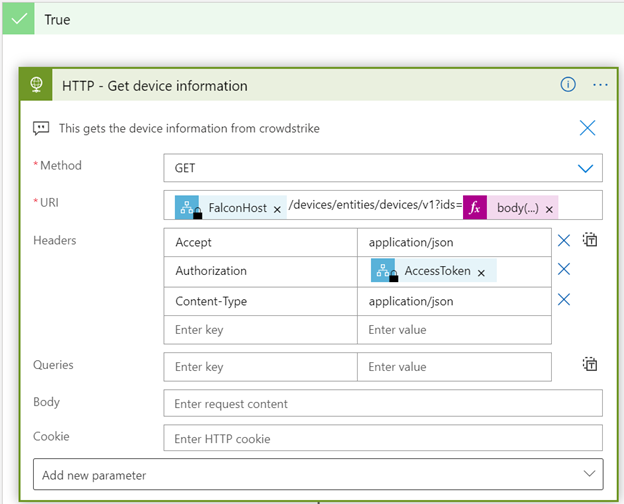 True
HTTP - Get device information
This gets the device information from crowdstrike
* Method GET
* URI FalconHost × /devices/entities/devices/v1?ids= fx body(...) ×
Headers Accept application/json
Authorization AccessToken ×
Content-Type application/json
Enter key Enter value
Queries Enter key Enter value
Body Enter request content
Cookie Enter HTTP cookie
Add new parameter